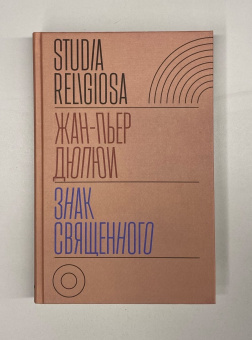 STUDIA
RELIGIOSA
ЖАН-ПЬЕР
ДЮПЮИ
ЗНАК
СВЯЩЕННОГО